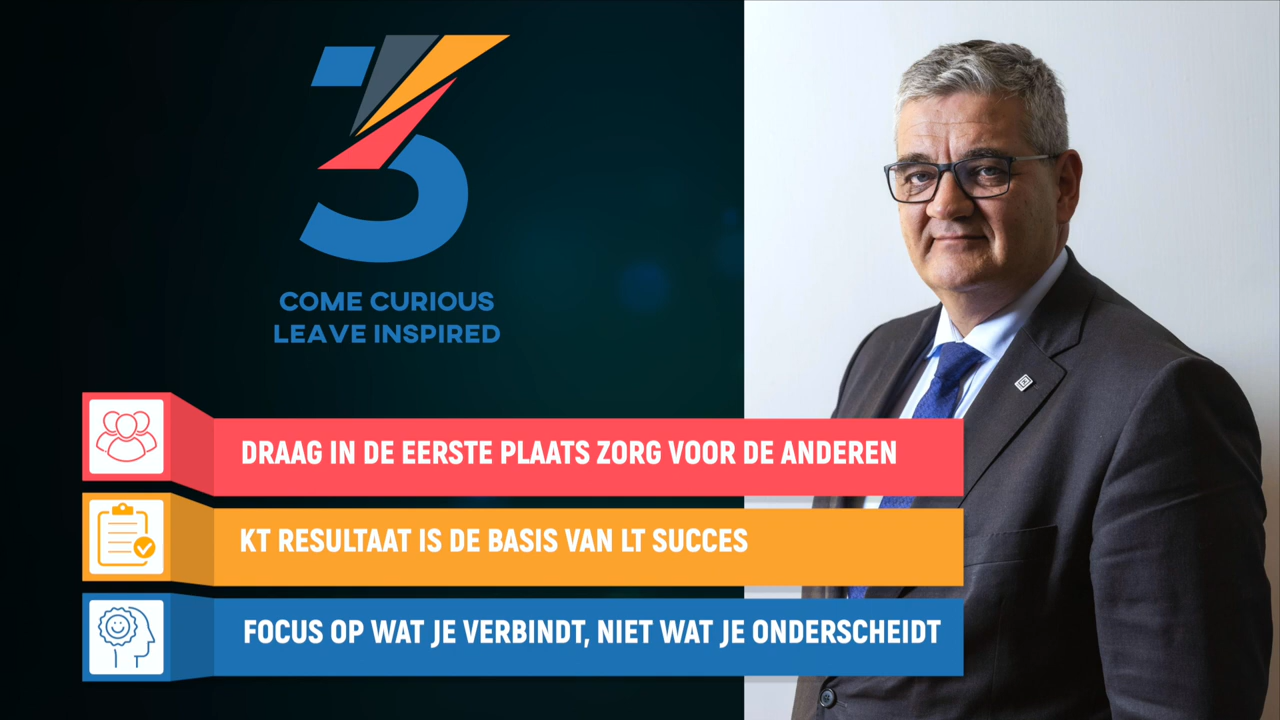 3
COME CURIOUS
LEAVE INSPIRED
DRAAG IN DE EERSTE PLAATS ZORG VOOR DE ANDEREN
KT RESULTAAT IS DE BASIS VAN LT SUCCES
FOCUS OP WAT JE VERBINDT, NIET WAT JE ONDERSCHEIDT